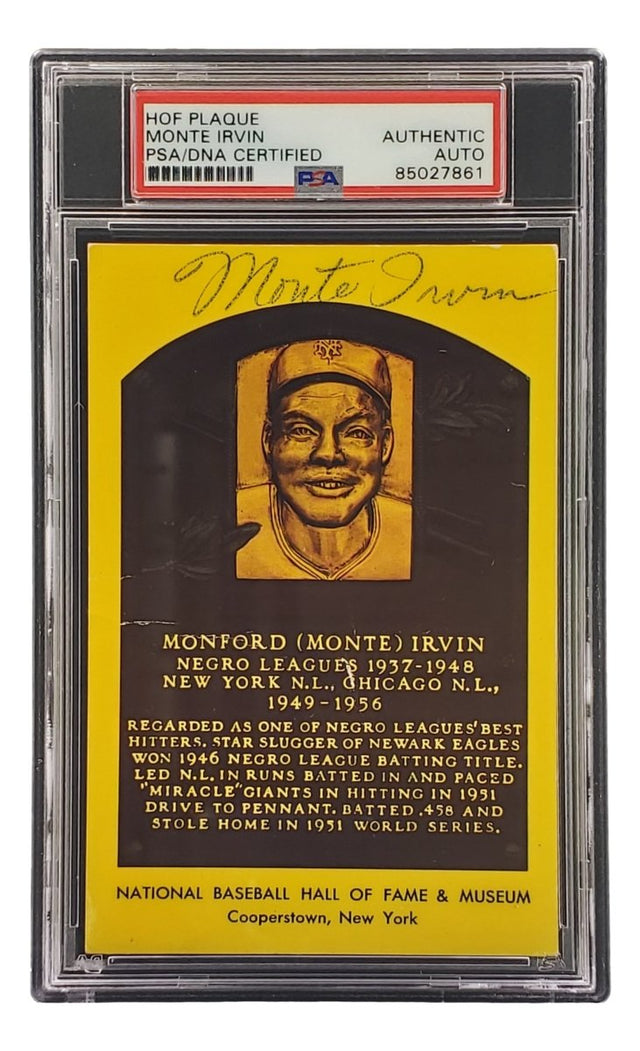 HOF PLAQUE
MONTE IRVIN
PSA/DNA CERTIFIED
AUTHENTIC
AUTO
85027861
PSA
Monte Irvin
NY
MONFORD (MONTE) IRVIN
NEGRO LEAGUES 1937-1948
NEW YORK N.L., CHICAGO N.L.,
1949-1956
REGARDED AS ONE OF NEGRO LEAGUES' BEST
HITTERS. STAR SLUGGER OF NEWARK EAGLES
WON 1946 NEGRO LEAGUE BATTING TITLE.
LED N.L. IN RUNS BATTED IN AND PACED
"MIRACLE" GIANTS IN HITTING IN 1951
DRIVE TO PENNANT. BATTED .458 AND
STOLE HOME IN 1951 WORLD SERIES.
NATIONAL BASEBALL HALL OF FAME & MUSEUM
Cooperstown, New York